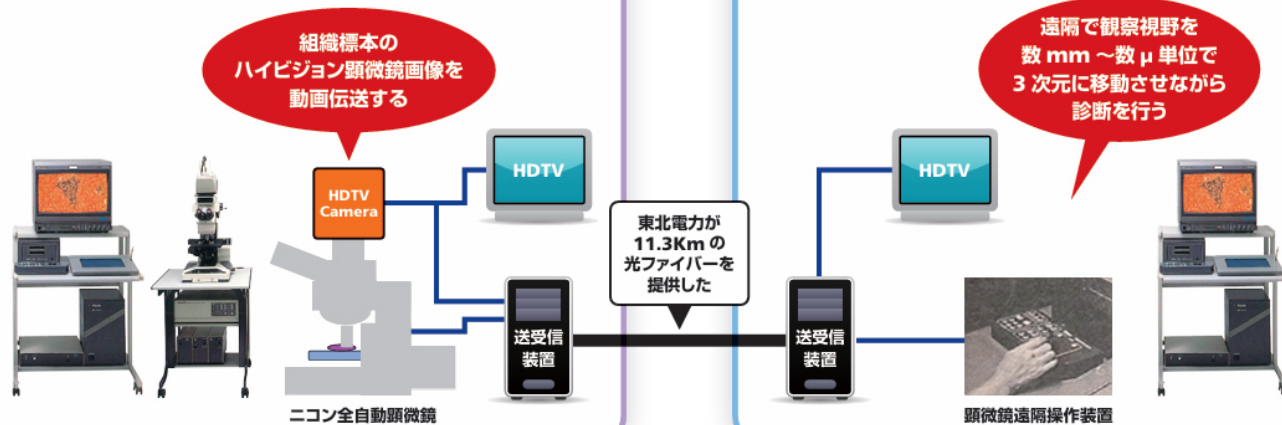 組織標本の
ハイビジョン顕微鏡画像を
動画伝送する
遠隔で観察視野を
数 mm ～数 μ 単位で
3 次元に移動させながら
診断を行う
HDTV
Camera
HDTV
HDTV
東北電力が
11.3Km の
光ファイバーを
提供した
送受信
装置
送受信
装置
ニコン全自動顕微鏡
顕微鏡遠隔操作装置